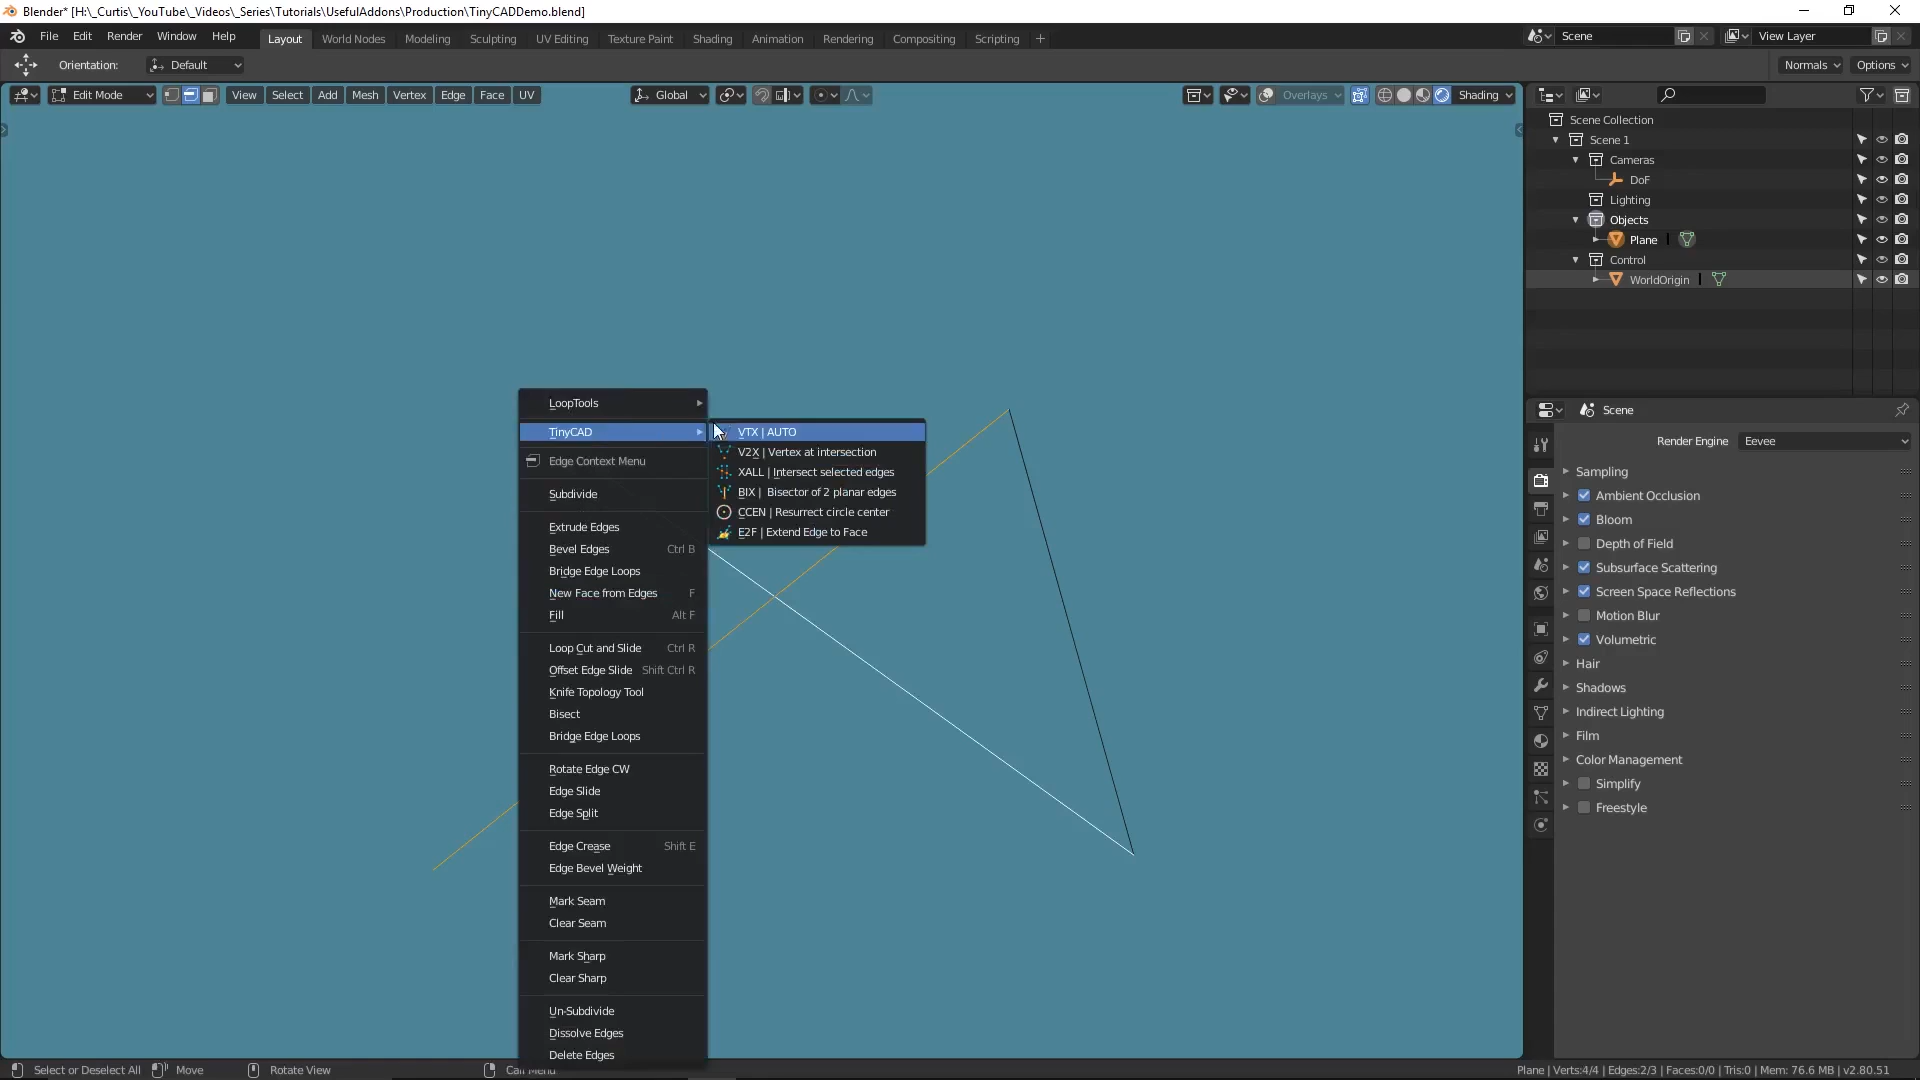 Blender* [H:\_Curtis\_YouTube\_Videos\_Series\Tutorials\UsefulAddons\Production\TinyCADDemo.blend]
File Edit Render Window Help Layout World Nodes Modeling Sculpting UV Editing Texture Paint Shading Animation Rendering Compositing Scripting + Scene View Layer
Orientation: Default Normals Options
Edit Mode View Select Add Mesh Vertex Edge Face UV Global Overlays Shading
Scene Collection
Scene 1
Cameras
DoF
Lighting
Objects
Plane
Control
WorldOrigin
LoopTools
TinyCAD
Edge Context Menu
Subdivide
Extrude Edges
Bevel Edges Ctrl B
Bridge Edge Loops
New Face from Edges F
Fill Alt F
Loop Cut and Slide Ctrl R
Offset Edge Slide Shift Ctrl R
Knife Topology Tool
Bisect
Bridge Edge Loops
Rotate Edge CW
Edge Slide
Edge Split
Edge Crease Shift E
Edge Bevel Weight
Mark Seam
Clear Seam
Mark Sharp
Clear Sharp
Un-Subdivide
Dissolve Edges
Delete Edges
VTX | AUTO
V2X | Vertex at intersection
XALL | Intersect selected edges
BIX | Bisector of 2 planar edges
CCEN | Resurrect circle center
E2F | Extend Edge to Face
Scene
Render Engine Eevee
Sampling
Ambient Occlusion
Bloom
Depth of Field
Subsurface Scattering
Screen Space Reflections
Motion Blur
Volumetric
Hair
Shadows
Indirect Lighting
Film
Color Management
Simplify
Freestyle
Select or Deselect All Move Rotate View Call Menu Plane | Verts:4/4 | Edges:2/3 | Faces:0/0 | Tris:0 | Mem: 76.6 MB | v2.80.51